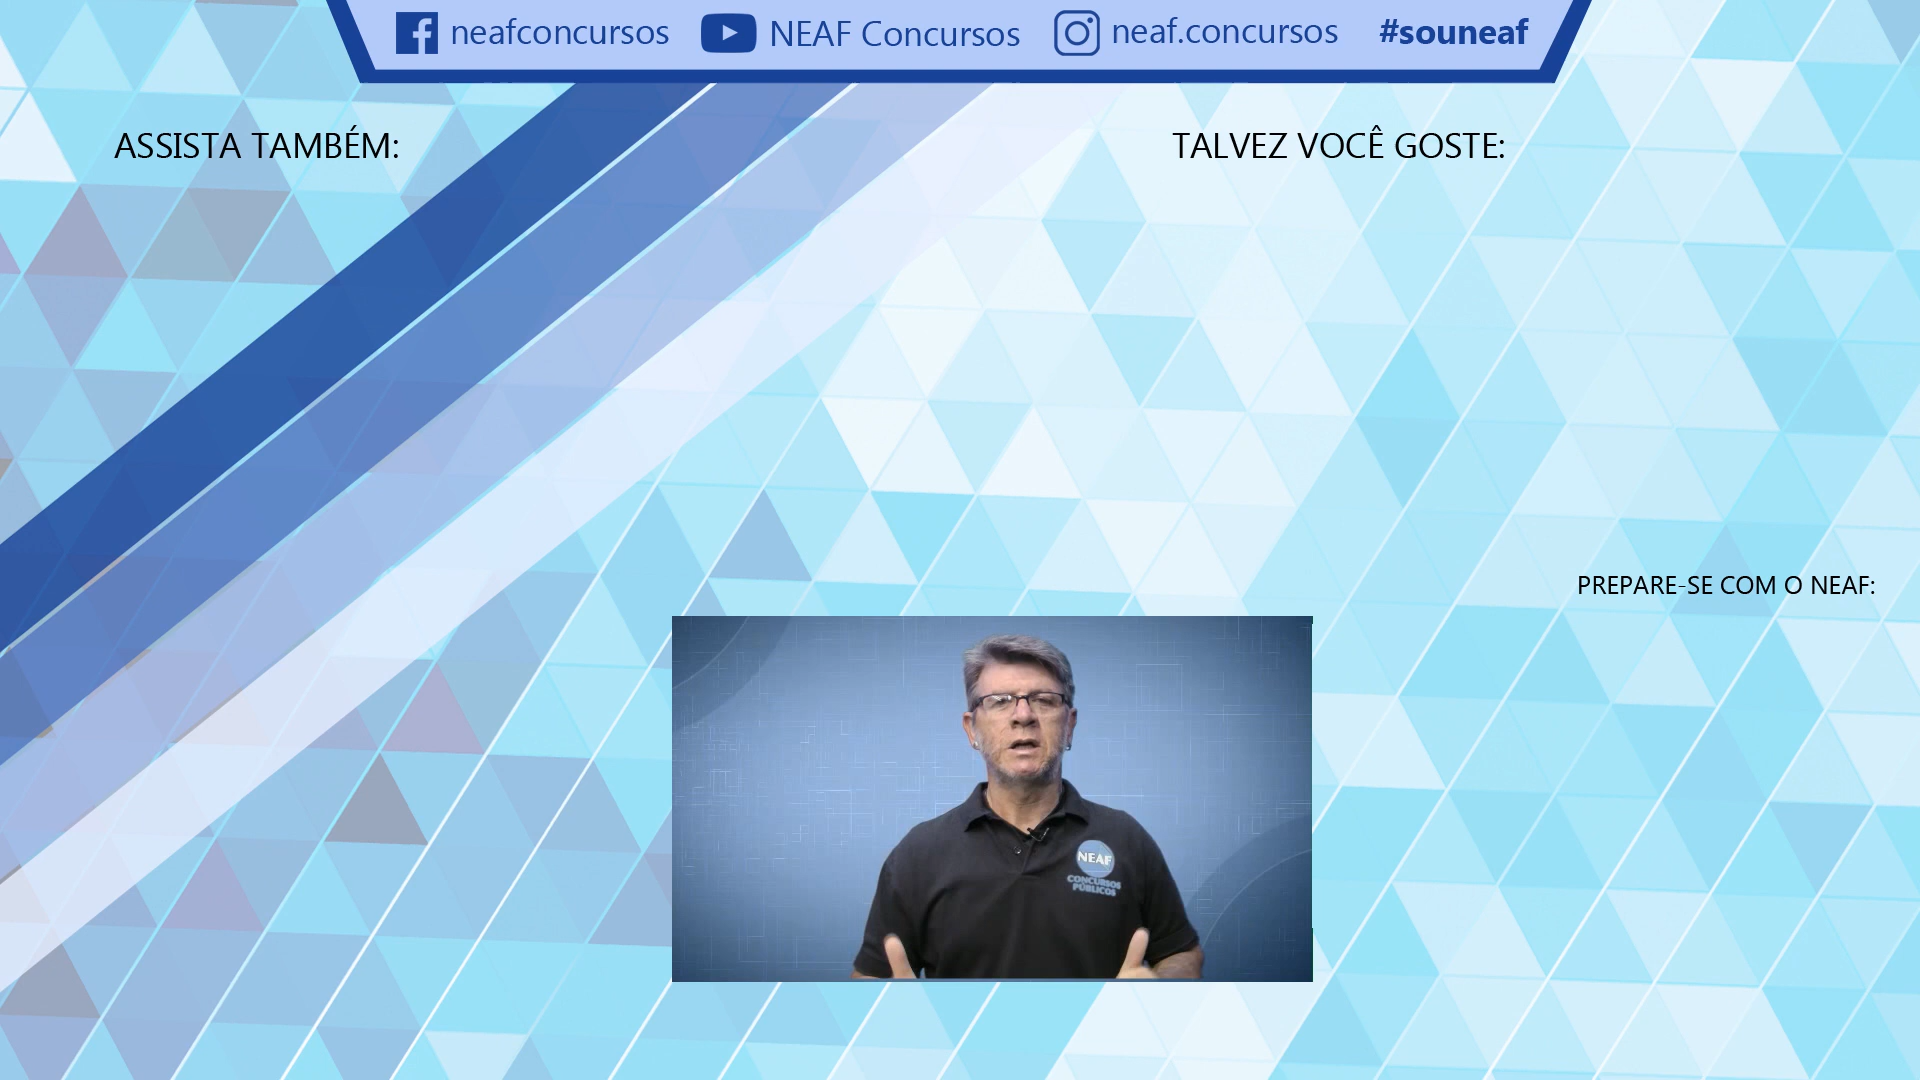 neafconcursos NEAF Concursos neaf.concursos #souneaf
ASSISTA TAMBÉM:
TALVEZ VOCÊ GOSTE:
PREPARE-SE COM O NEAF:
NEAF
CONCURSOS
PÚBLICOS